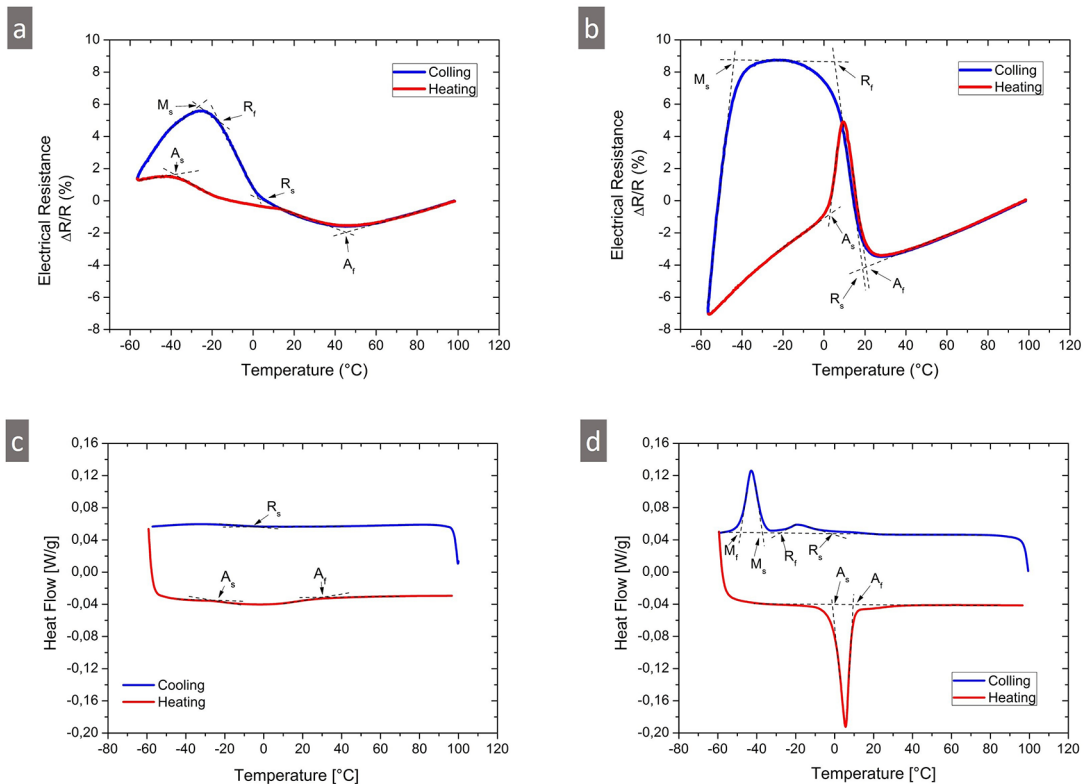 a
10
8
6
4
2
0
-2
-4
-6
-8
Electrical Resistance
ΔR/R (%)
-60 -40 -20 0 20 40 60 80 100 120
Temperature (°C)
Colling
Heating
Ms
Rf
As
Rs
Af
b
10
8
6
4
2
0
-2
-4
-6
-8
Electrical Resistance
ΔR/R (%)
-60 -40 -20 0 20 40 60 80 100 120
Temperature (°C)
Colling
Heating
Ms
Rf
As
Rs
Af
c
0,16
0,12
0,08
0,04
0,00
-0,04
-0,08
-0,12
-0,16
-0,20
Heat Flow [W/g]
-80 -60 -40 -20 0 20 40 60 80 100 120
Temperature [°C]
Rs
As
Af
Cooling
Heating
d
0,16
0,12
0,08
0,04
0,00
-0,04
-0,08
-0,12
-0,16
-0,20
Heat Flow [W/g]
-80 -60 -40 -20 0 20 40 60 80 100 120
Temperature [°C]
Mf
Ms
Rf
Rs
As
Af
Colling
Heating